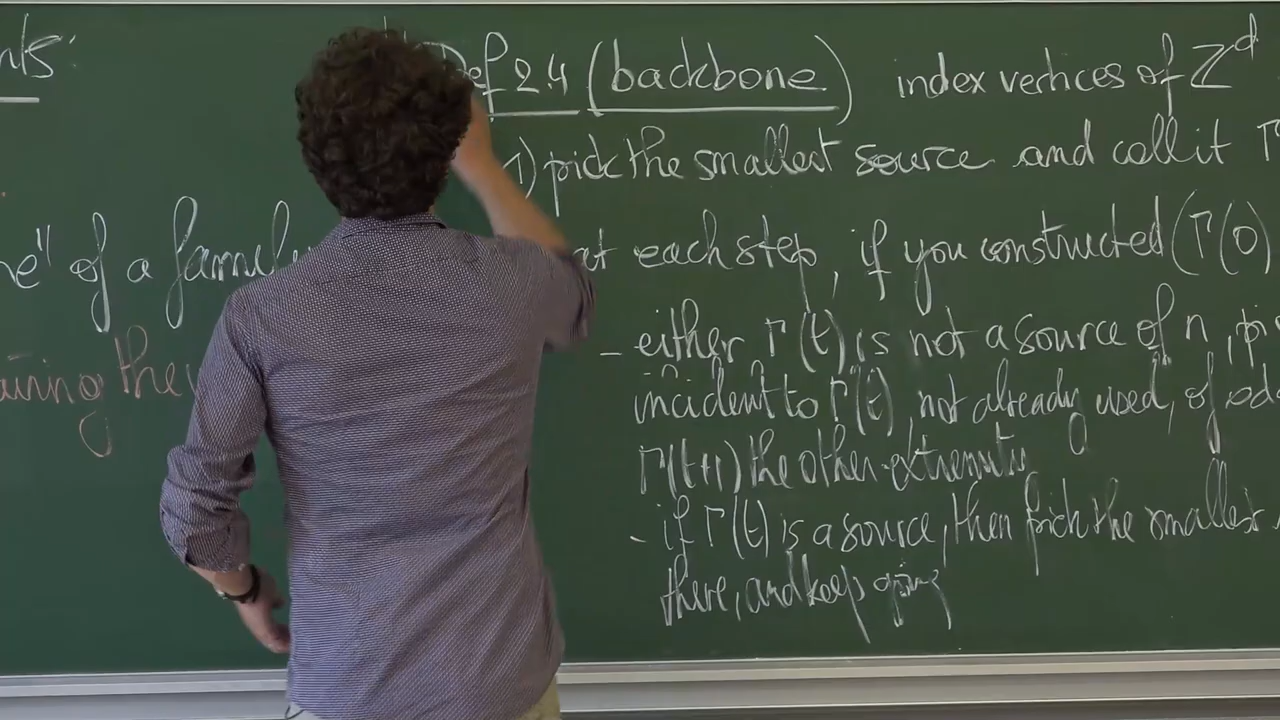 nts:
e" of a family
aining the
Def 2.4 (backbone) index vertices of ℤ^d
1) pick the smallest source and call it Γ
at each step, if you constructed (Γ(0)
- either Γ(t) is not a source of n, pi
incident to Γ(t), not already used, of od
Γ(t+1) the other extremity
- if Γ(t) is a source, then pick the smallest
there, and keep going